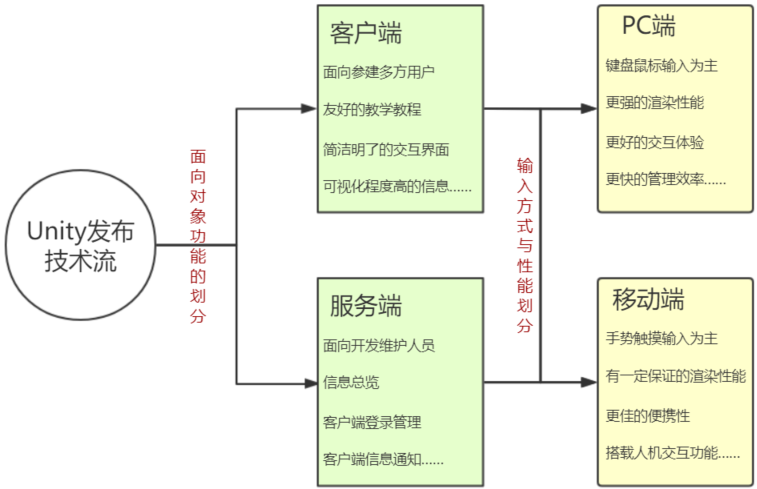 Unity发布
技术流
面向对象功能的划分
客户端
面向参建多方用户
友好的教学教程
简洁明了的交互界面
可视化程度高的信息......
服务端
面向开发维护人员
信息总览
客户端登录管理
客户端信息通知......
输入方式与性能划分
PC端
键盘鼠标输入为主
更强的渲染性能
更好的交互体验
更快的管理效率......
移动端
手势触摸输入为主
有一定保证的渲染性能
更佳的便携性
搭载人机交互功能......